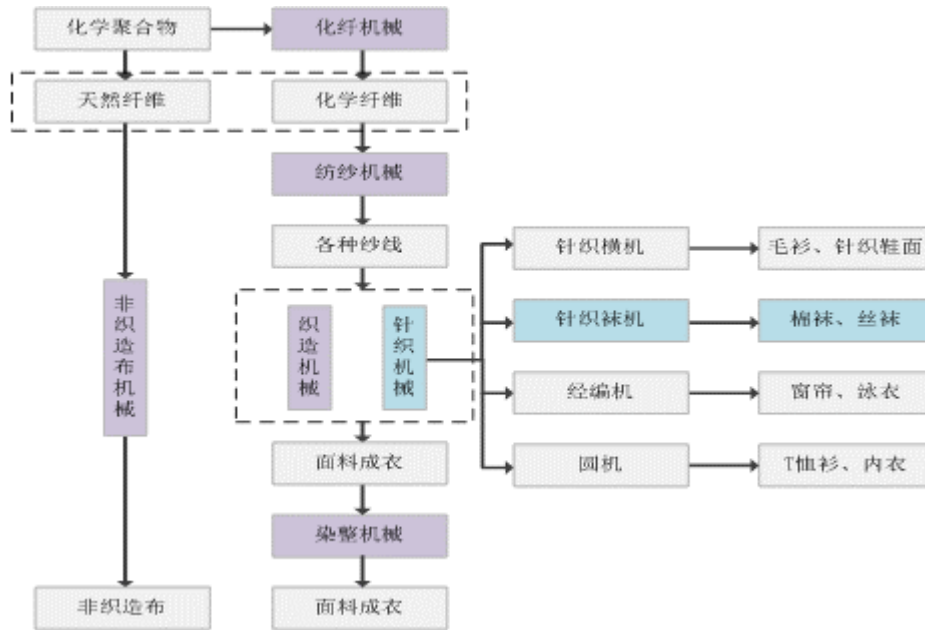 化学聚合物
化纤机械
天然纤维
化学纤维
纺纱机械
各种纱线
针织横机
毛衫、针织鞋面
非织造布机械
织造机械
针织机械
针织袜机
棉袜、丝袜
经编机
窗帘、泳衣
面料成衣
圆机
T恤衫、内衣
染整机械
非织造布
面料成衣